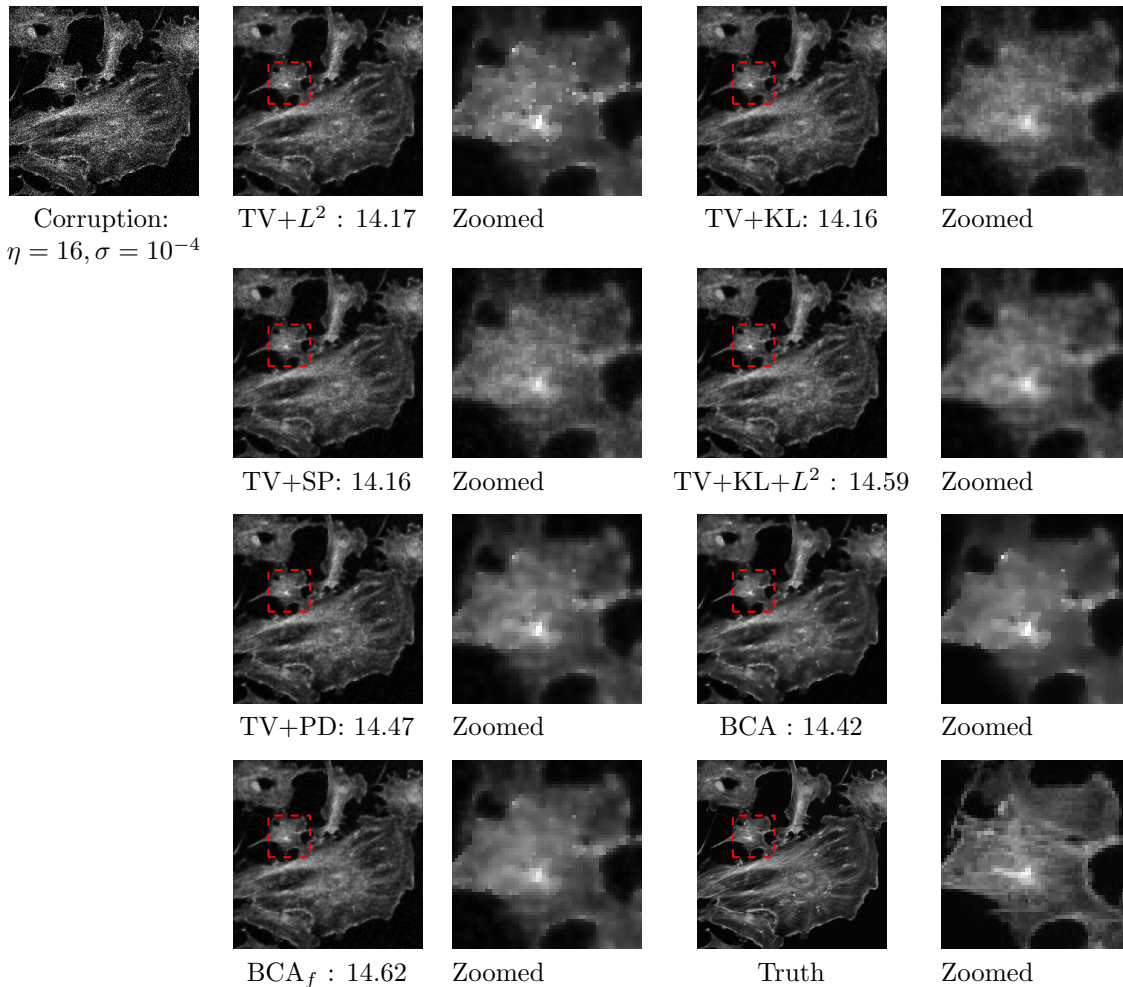 Corruption:
η = 16, σ = 10⁻⁴
TV+L² : 14.17
Zoomed
TV+KL: 14.16
Zoomed
TV+SP: 14.16
Zoomed
TV+KL+L² : 14.59
Zoomed
TV+PD: 14.47
Zoomed
BCA : 14.42
Zoomed
BCA_f : 14.62
Zoomed
Truth
Zoomed